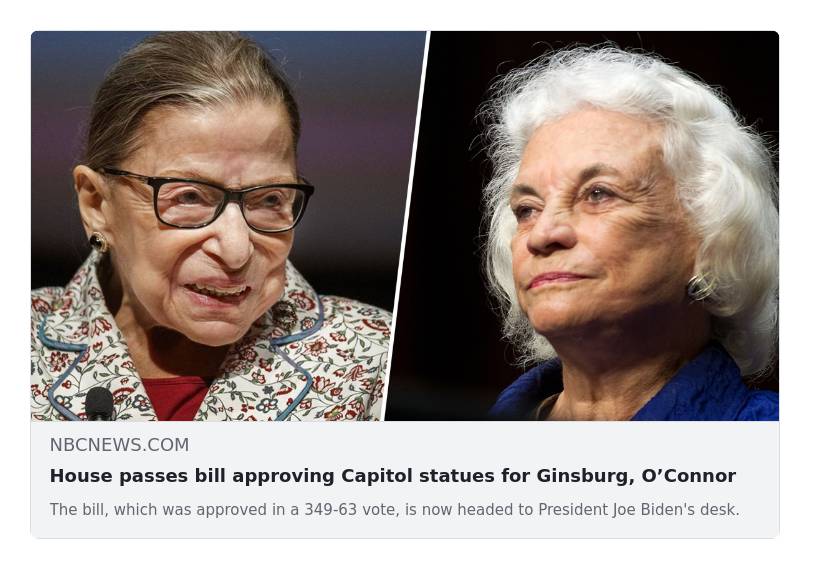 NBCNEWS.COM
House passes bill approving Capitol statues for Ginsburg, O’Connor
The bill, which was approved in a 349-63 vote, is now headed to President Joe Biden's desk.